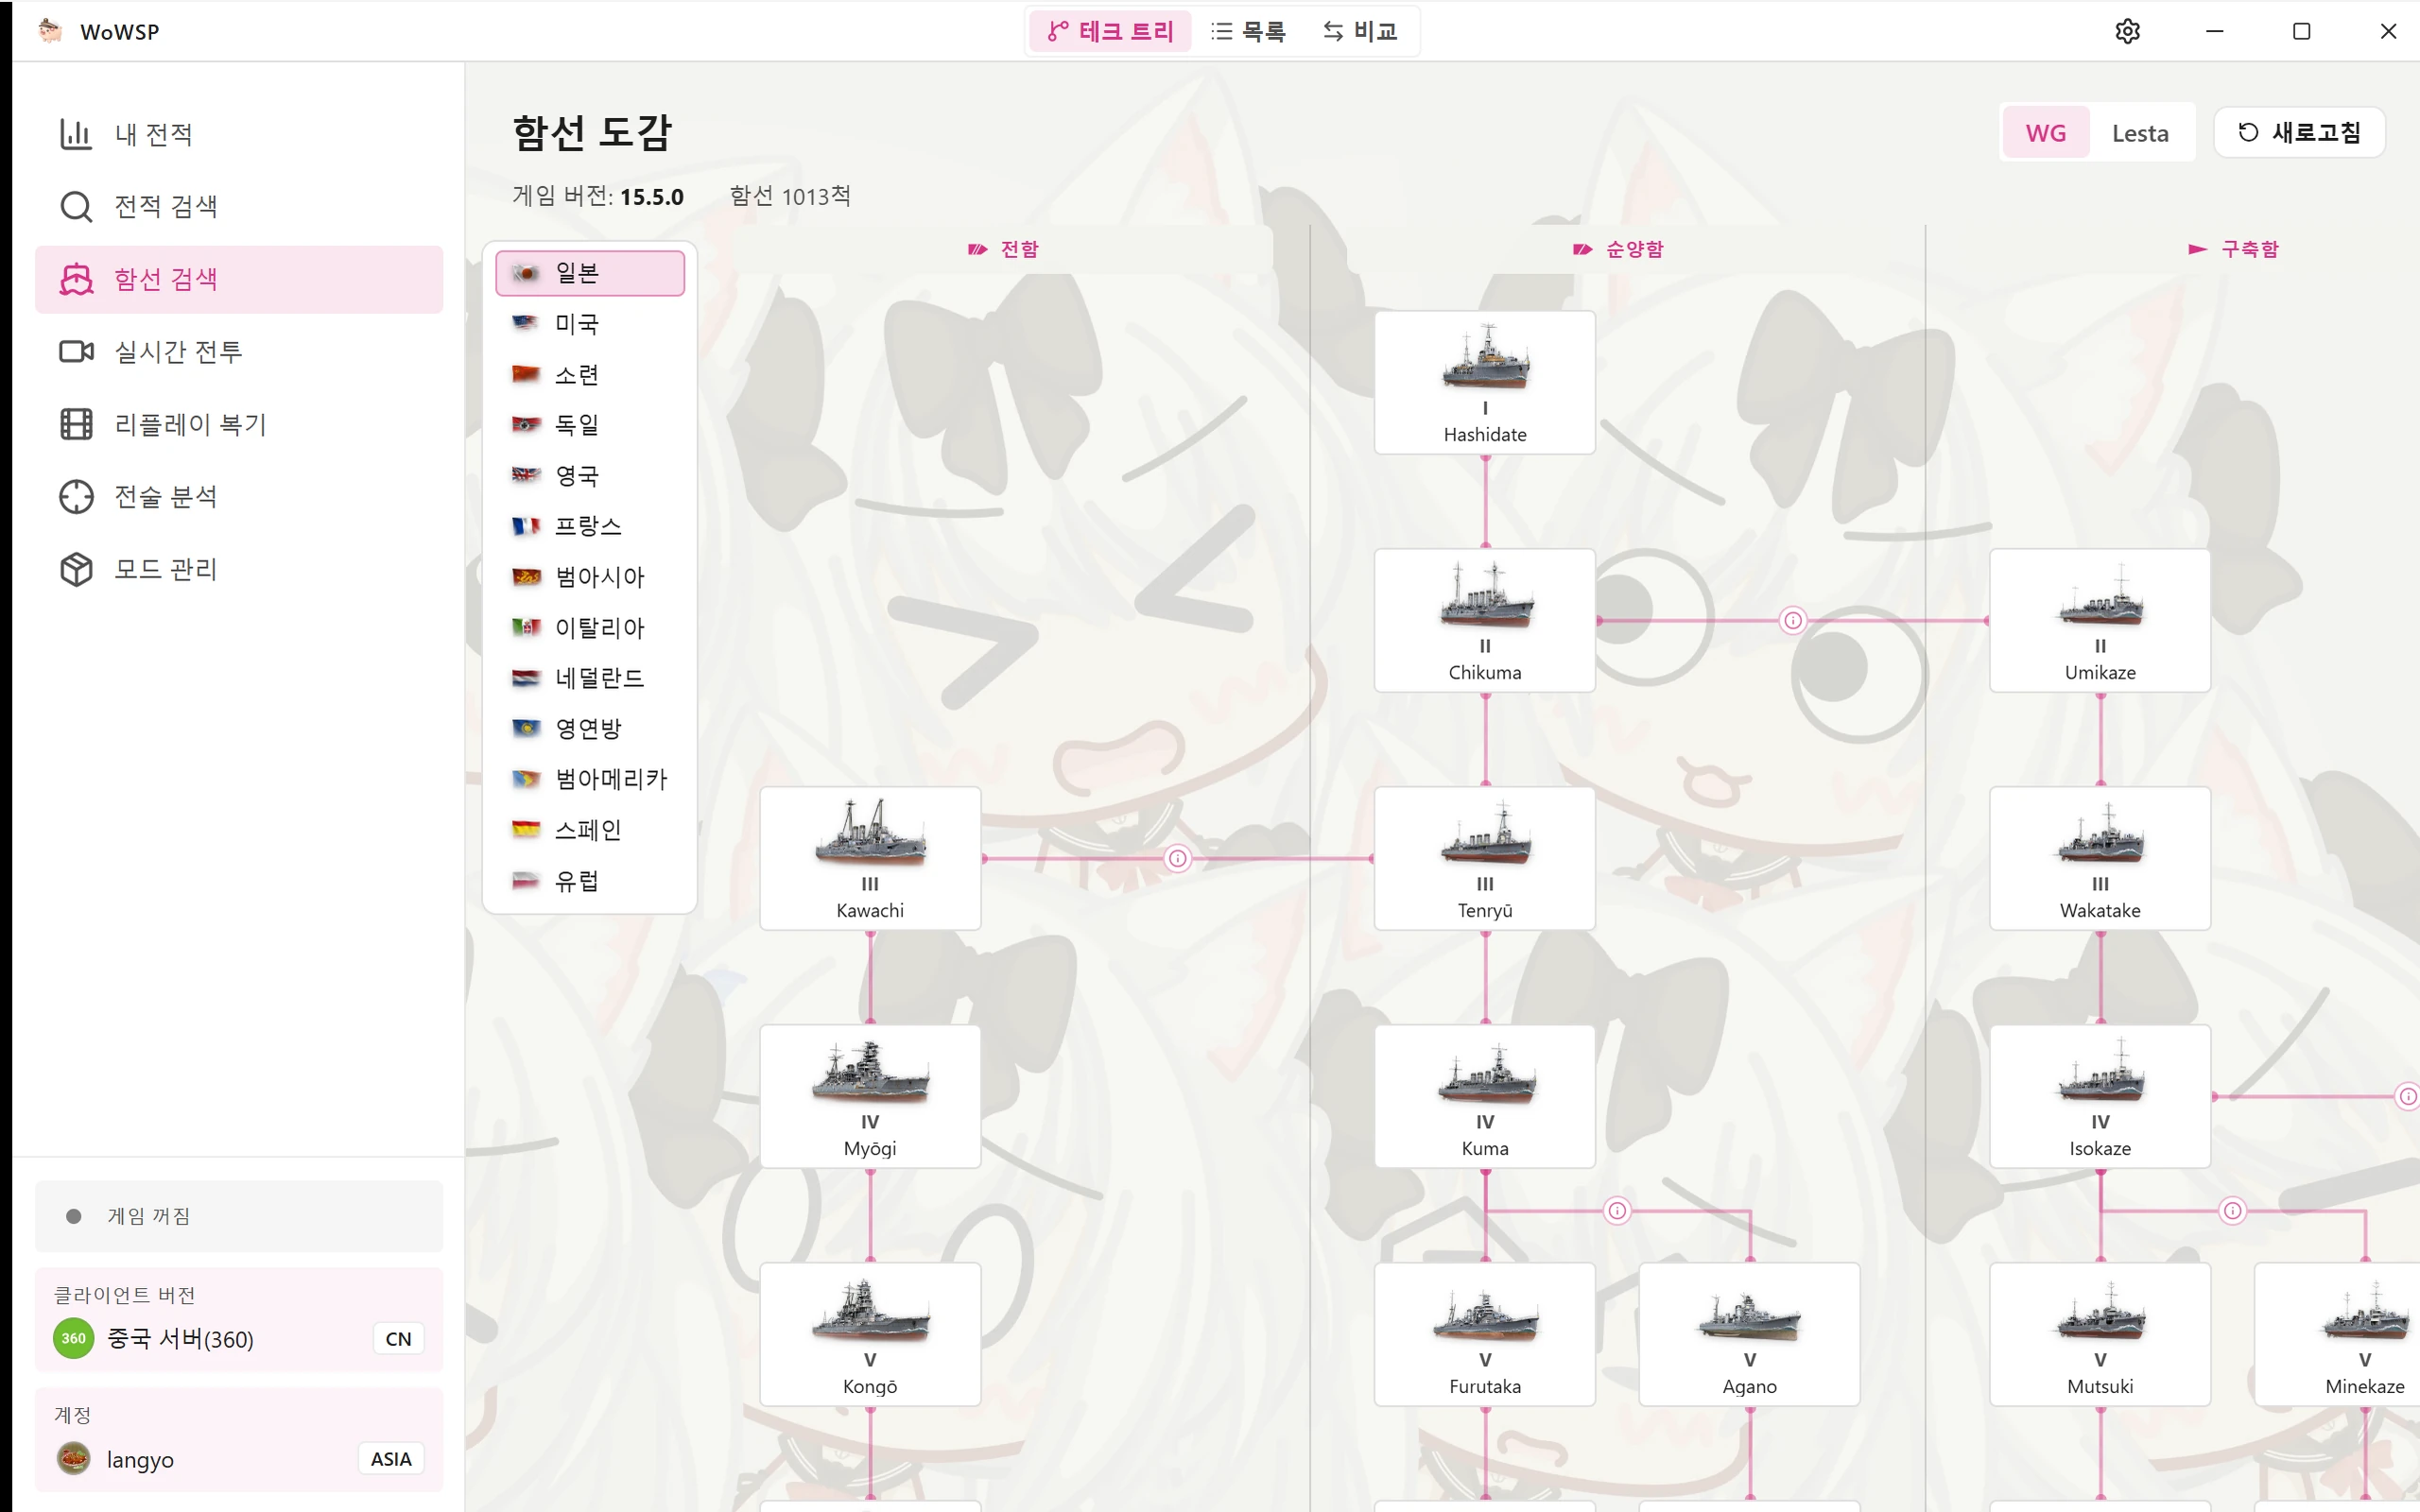 WoWSP
테크 트리
목록
비교
내 전적
전적 검색
함선 검색
실시간 전투
리플레이 복기
전술 분석
모드 관리
게임 꺼짐
클라이언트 버전
360
중국 서버(360)
CN
계정
langyo
ASIA
함선 도감
WG
Lesta
새로고침
게임 버전: 15.5.0
함선 1013척
일본
미국
소련
독일
영국
프랑스
범아시아
이탈리아
네덜란드
영연방
범아메리카
스페인
유럽
전함
순양함
구축함
I
Hashidate
II
Chikuma
II
Umikaze
III
Kawachi
III
Tenryū
III
Wakatake
IV
Myōgi
IV
Kuma
IV
Isokaze
V
Kongō
V
Furutaka
V
Agano
V
Mutsuki
V
Minekaze